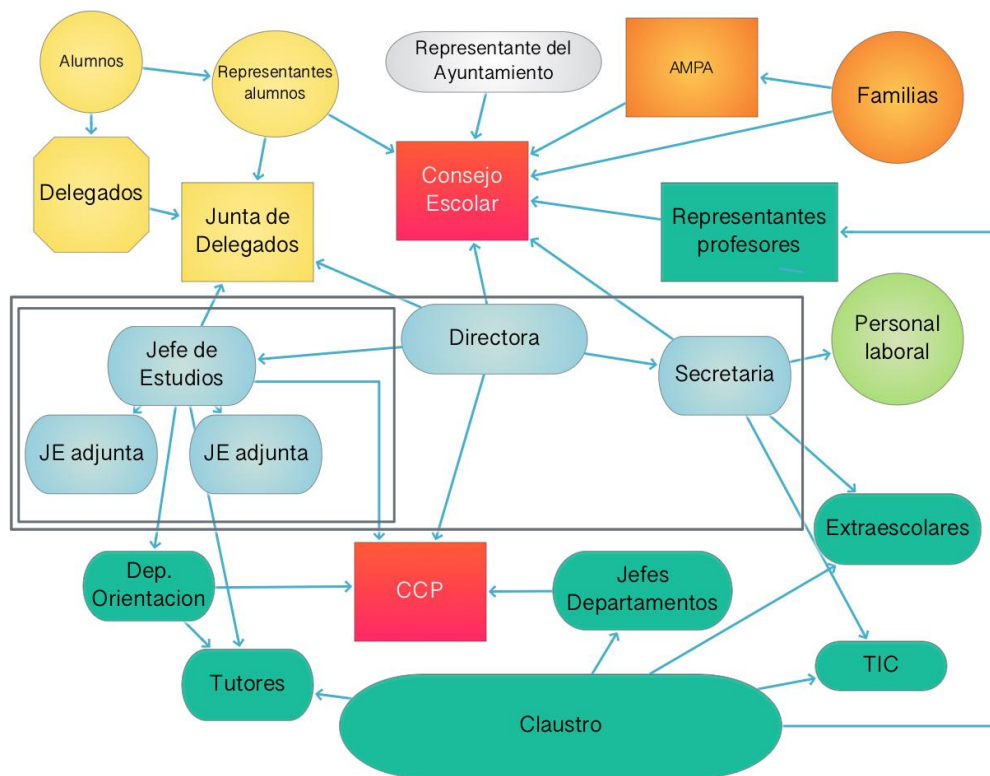 Alumnos
Representantes
alumnos
Representante del
Ayuntamiento
AMPA
Familias
Delegados
Junta de
Delegados
Consejo
Escolar
Representantes
profesores
Jefe de
Estudios
Directora
Secretaria
Personal
laboral
JE adjunta
JE adjunta
Extraescolares
Dep.
Orientacion
CCP
Jefes
Departamentos
Tutores
TIC
Claustro